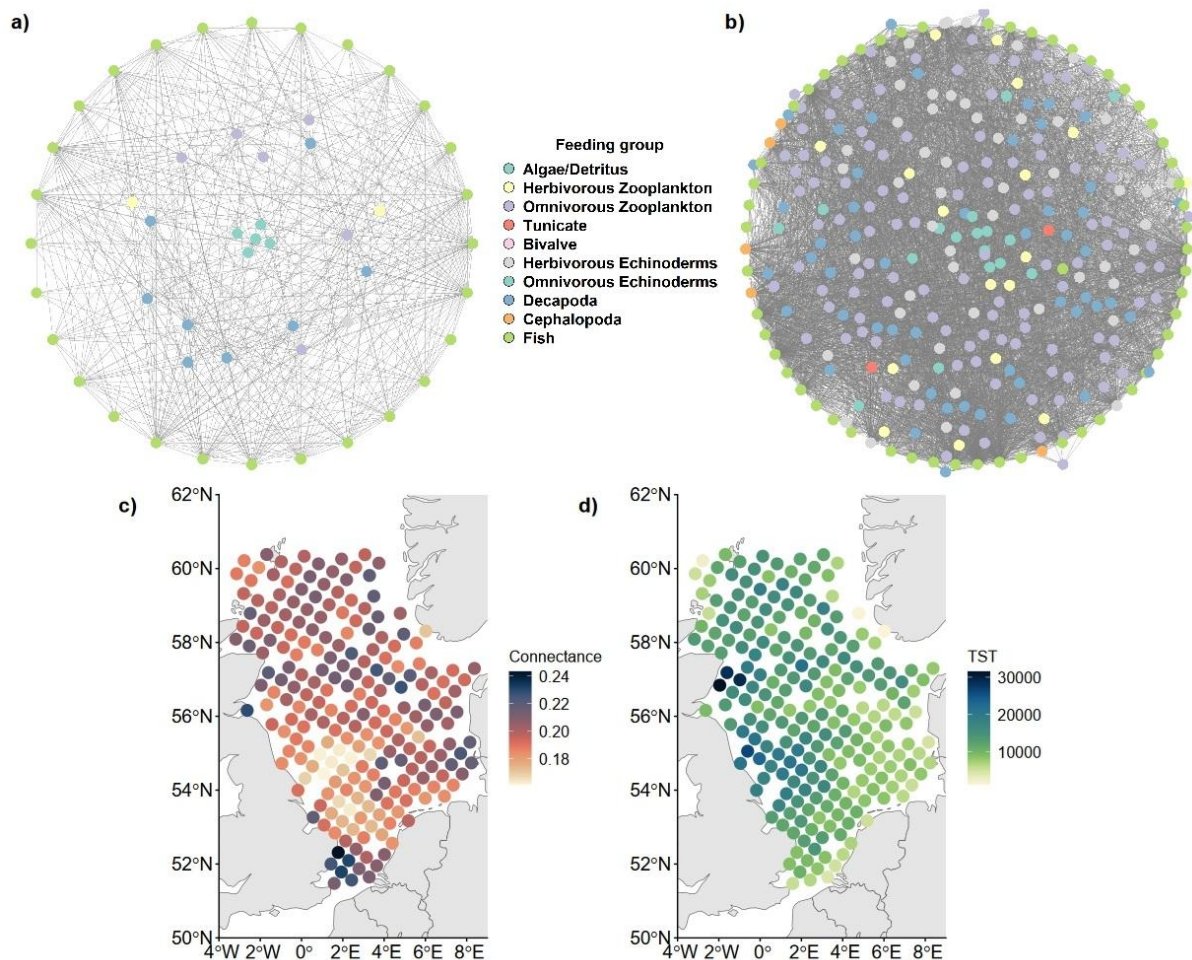 a)
b)
Feeding group
Algae/Detritus
Herbivorous Zooplankton
Omnivorous Zooplankton
Tunicate
Bivalve
Herbivorous Echinoderms
Omnivorous Echinoderms
Decapoda
Cephalopoda
Fish
c)
62°N
60°N
58°N
56°N
54°N
52°N
50°N
4°W 2°W 0° 2°E 4°E 6°E 8°E
Connectance
0.24
0.22
0.20
0.18
d)
62°N
60°N
58°N
56°N
54°N
52°N
50°N
4°W 2°W 0° 2°E 4°E 6°E 8°E
TST
30000
20000
10000